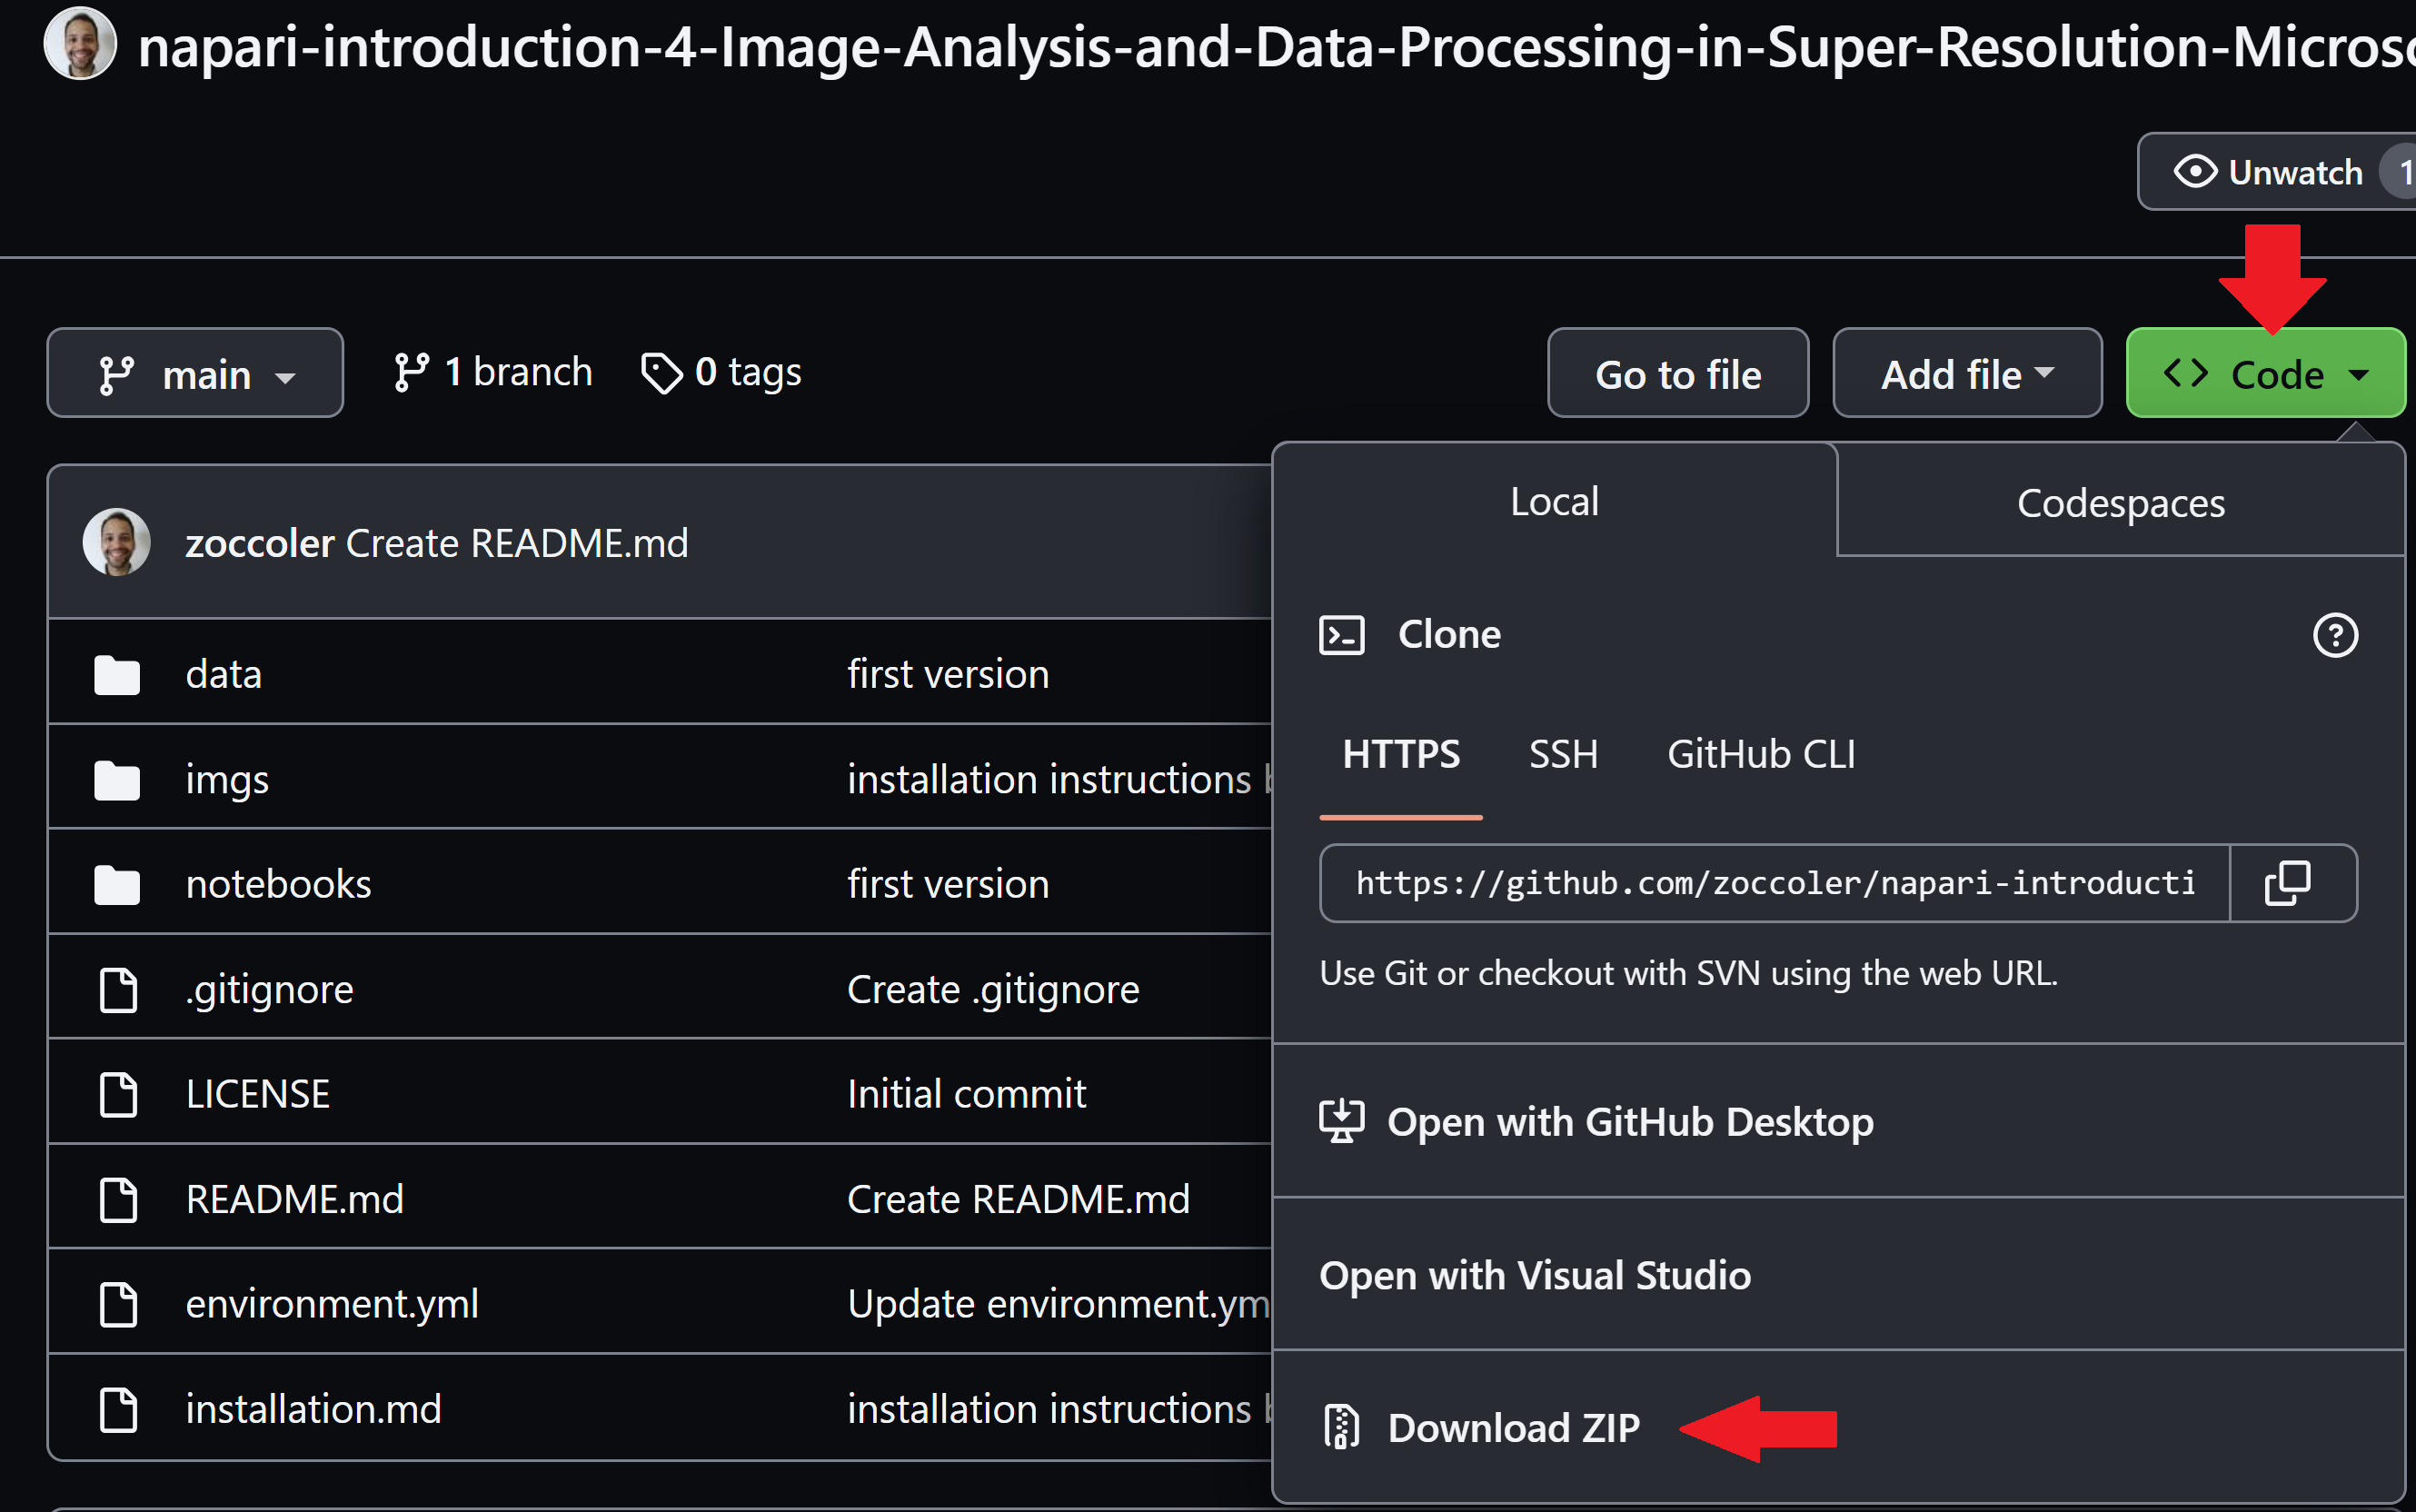 napari-introduction-4-Image-Analysis-and-Data-Processing-in-Super-Resolution-Micros
Unwatch 1
main 1 branch 0 tags Go to file Add file Code
zoccoler Create README.md
data first version
imgs installation instructions
notebooks first version
.gitignore Create .gitignore
LICENSE Initial commit
README.md Create README.md
environment.yml Update environment.ym
installation.md installation instructions
Local Codespaces
Clone
HTTPS SSH GitHub CLI
https://github.com/zoccoler/napari-introducti
Use Git or checkout with SVN using the web URL.
Open with GitHub Desktop
Open with Visual Studio
Download ZIP